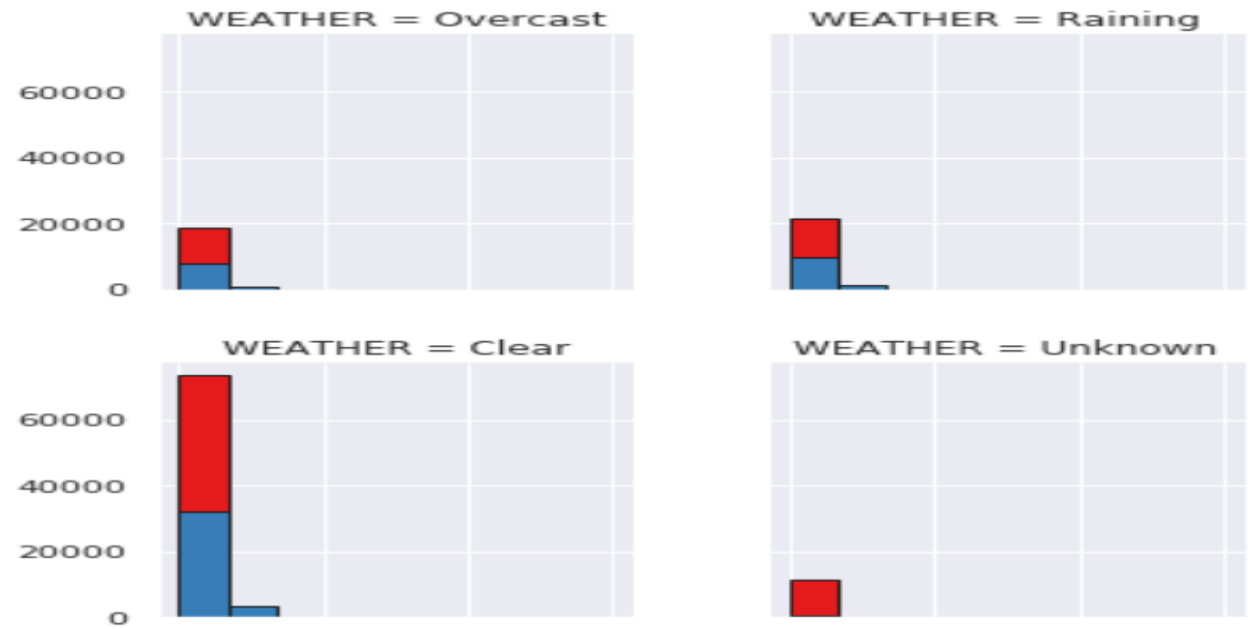 WEATHER = Overcast
WEATHER = Raining
60000
40000
20000
0
WEATHER = Clear
WEATHER = Unknown
60000
40000
20000
0